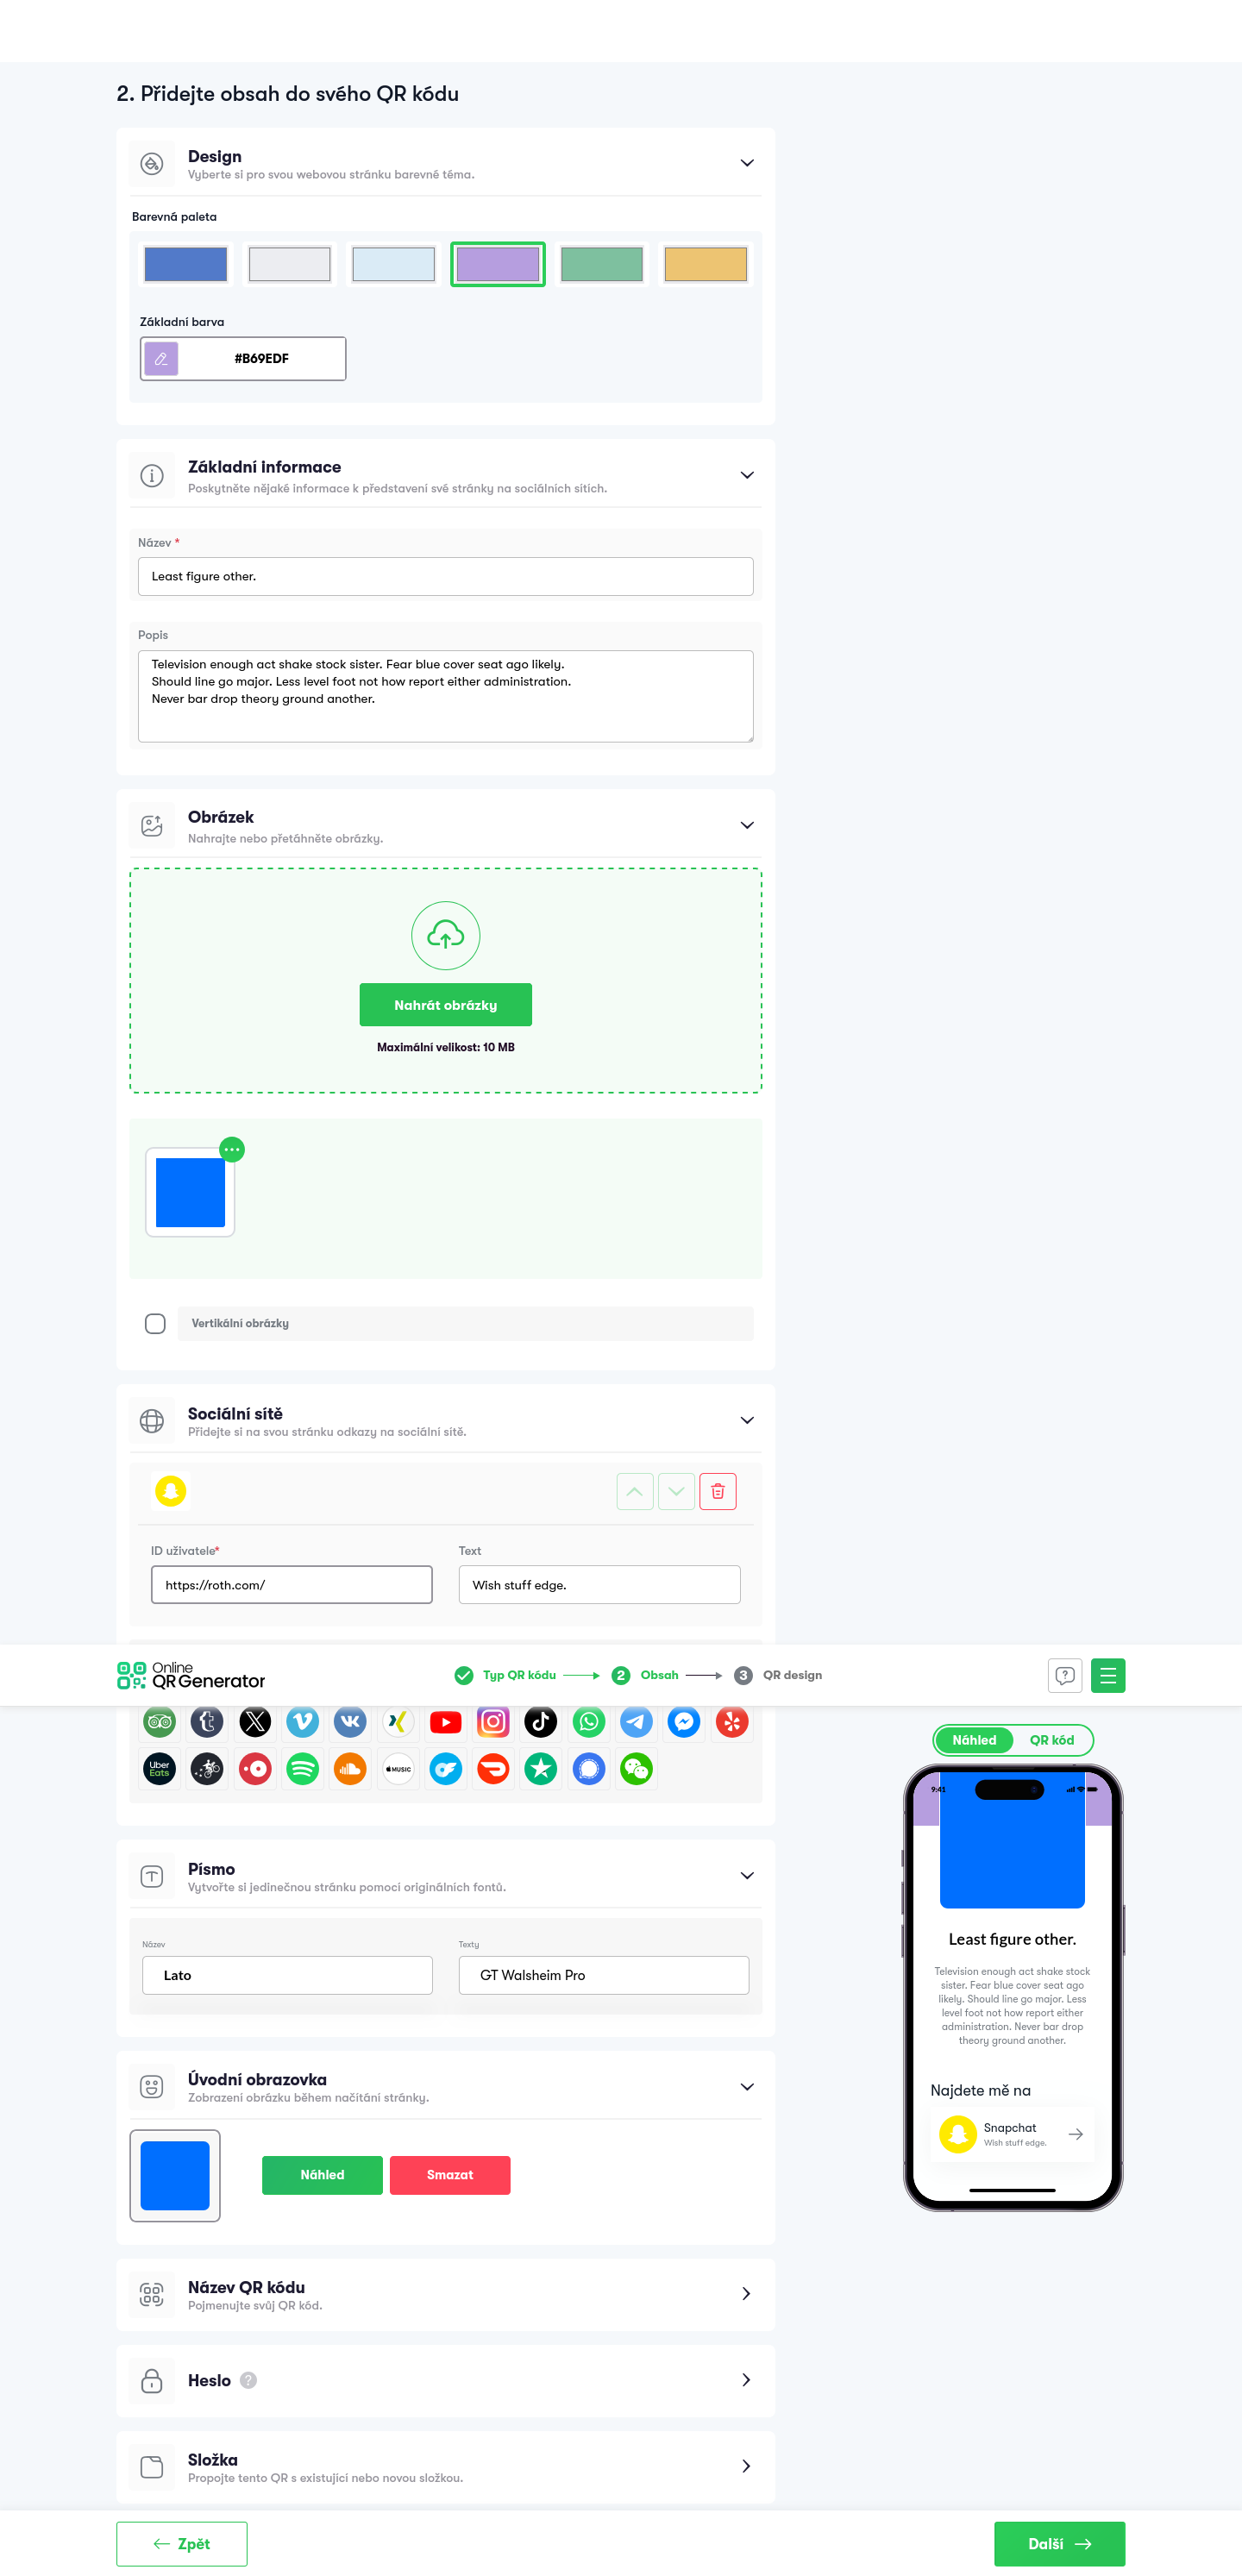 2. Přidejte obsah do svého QR kódu
Design
Vyberte si pro svou webovou stránku barevné téma.
Barevná paleta
Základní barva
#B69EDF
Základní informace
Poskytněte nějaké informace k představení své stránky na sociálních sítích.
Název *
Least figure other.
Popis
Television enough act shake stock sister. Fear blue cover seat ago likely.
Should line go major. Less level foot not how report either administration.
Never bar drop theory ground another.
Obrázek
Nahrajte nebo přetáhněte obrázky.
Nahrát obrázky
Maximální velikost: 10 MB
Vertikální obrázky
Sociální sítě
Přidejte si na svou stránku odkazy na sociální sítě.
ID uživatele*
Text
https://roth.com/
Wish stuff edge.
Online
QR Generator
Typ QR kódu
2 Obsah
3 QR design
Uber
Eats
MUSIC
Náhled
QR kód
9:41
Least figure other.
Television enough act shake stock
sister. Fear blue cover seat ago
likely. Should line go major. Less
level foot not how report either
administration. Never bar drop
theory ground another.
Najdete mě na
Snapchat
Wish stuff edge.
Písmo
Vytvořte si jedinečnou stránku pomocí originálních fontů.
Název
Texty
Lato
GT Walsheim Pro
Úvodní obrazovka
Zobrazení obrázku během načítání stránky.
Náhled
Smazat
Název QR kódu
Pojmenujte svůj QR kód.
Heslo ?
Složka
Propojte tento QR s existující nebo novou složkou.
Zpět
Další